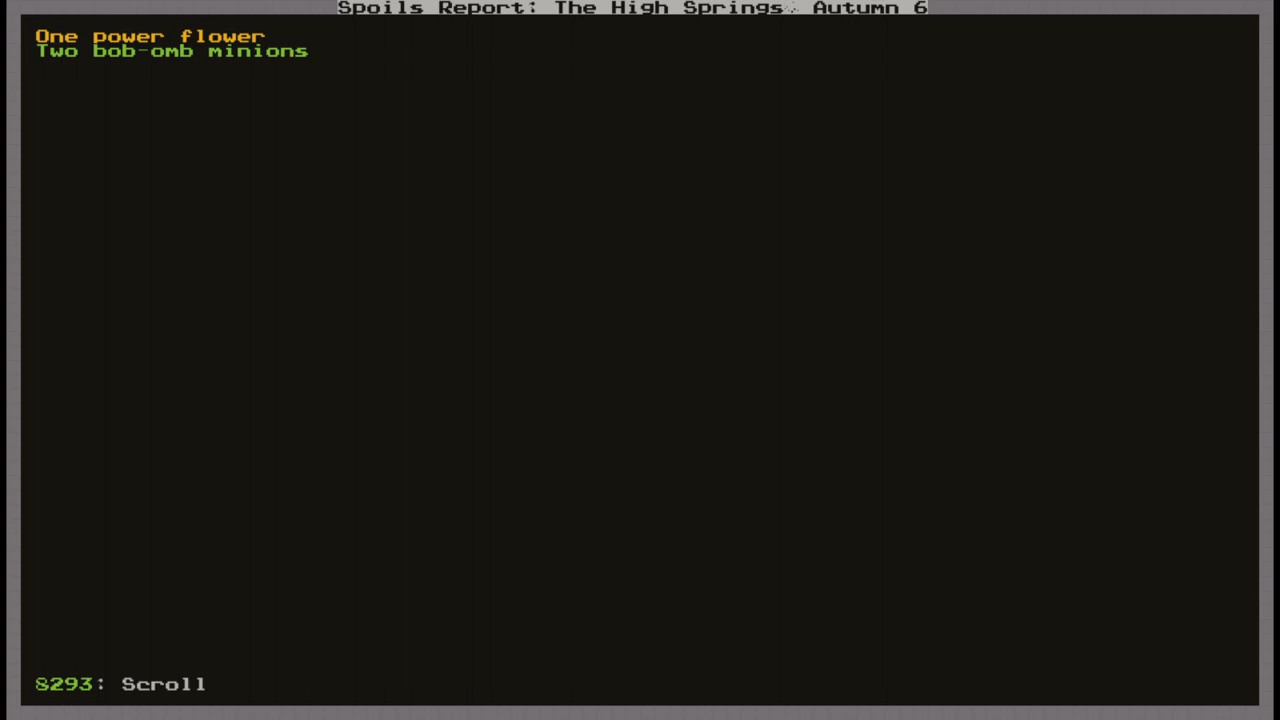 Spoils Report: The High Springs, Autumn 6
One power flower
Two bob-omb minions
8293: Scroll